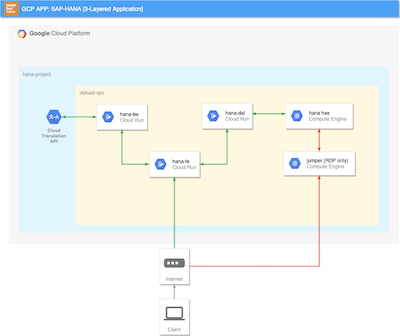 GCP APP: SAP-HANA [3-Layered Application]
Google Cloud Platform
hana-project
default-vpc
Cloud
Translation
API
hana-be
Cloud Run
hana-dal
Cloud Run
hana hxe
Compute Engine
hana-fe
Cloud Run
jumper (RDP only)
Compute Engine
Internet
Client